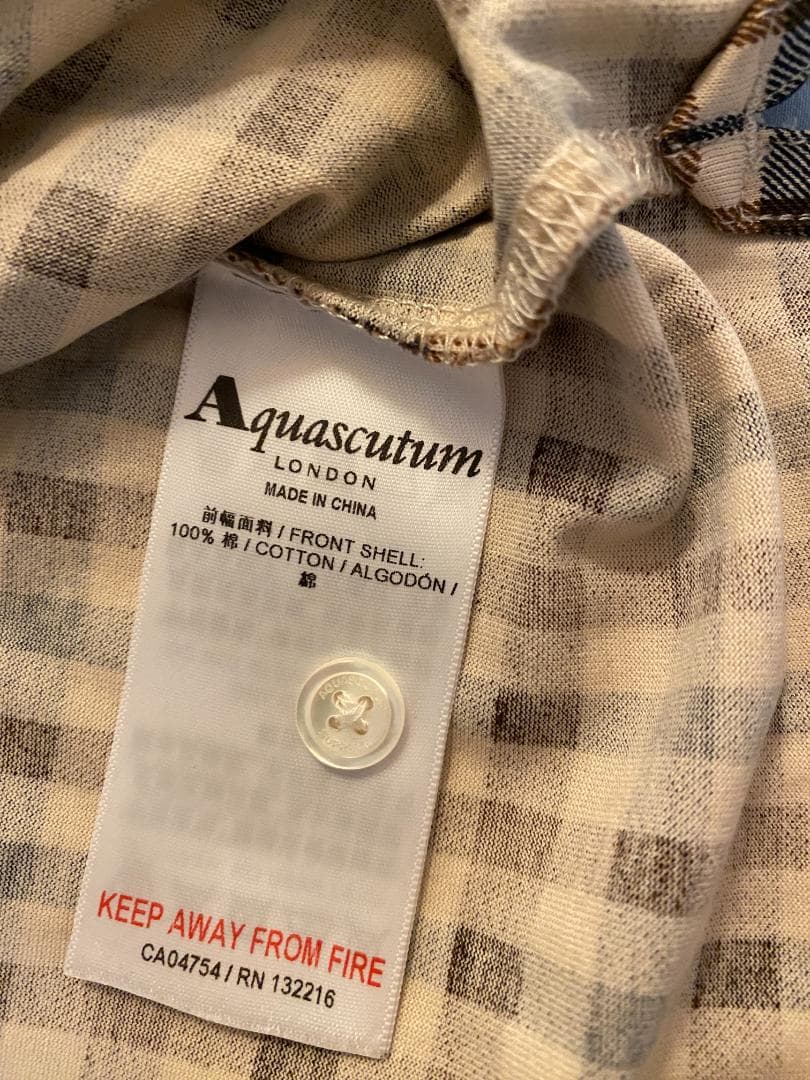 Aquascutum
LONDON
MADE IN CHINA
前幅面料 / FRONT SHELL:
100% 棉 / COTTON / ALGODÓN /
綿
KEEP AWAY FROM FIRE
CA04754 / RN 132216